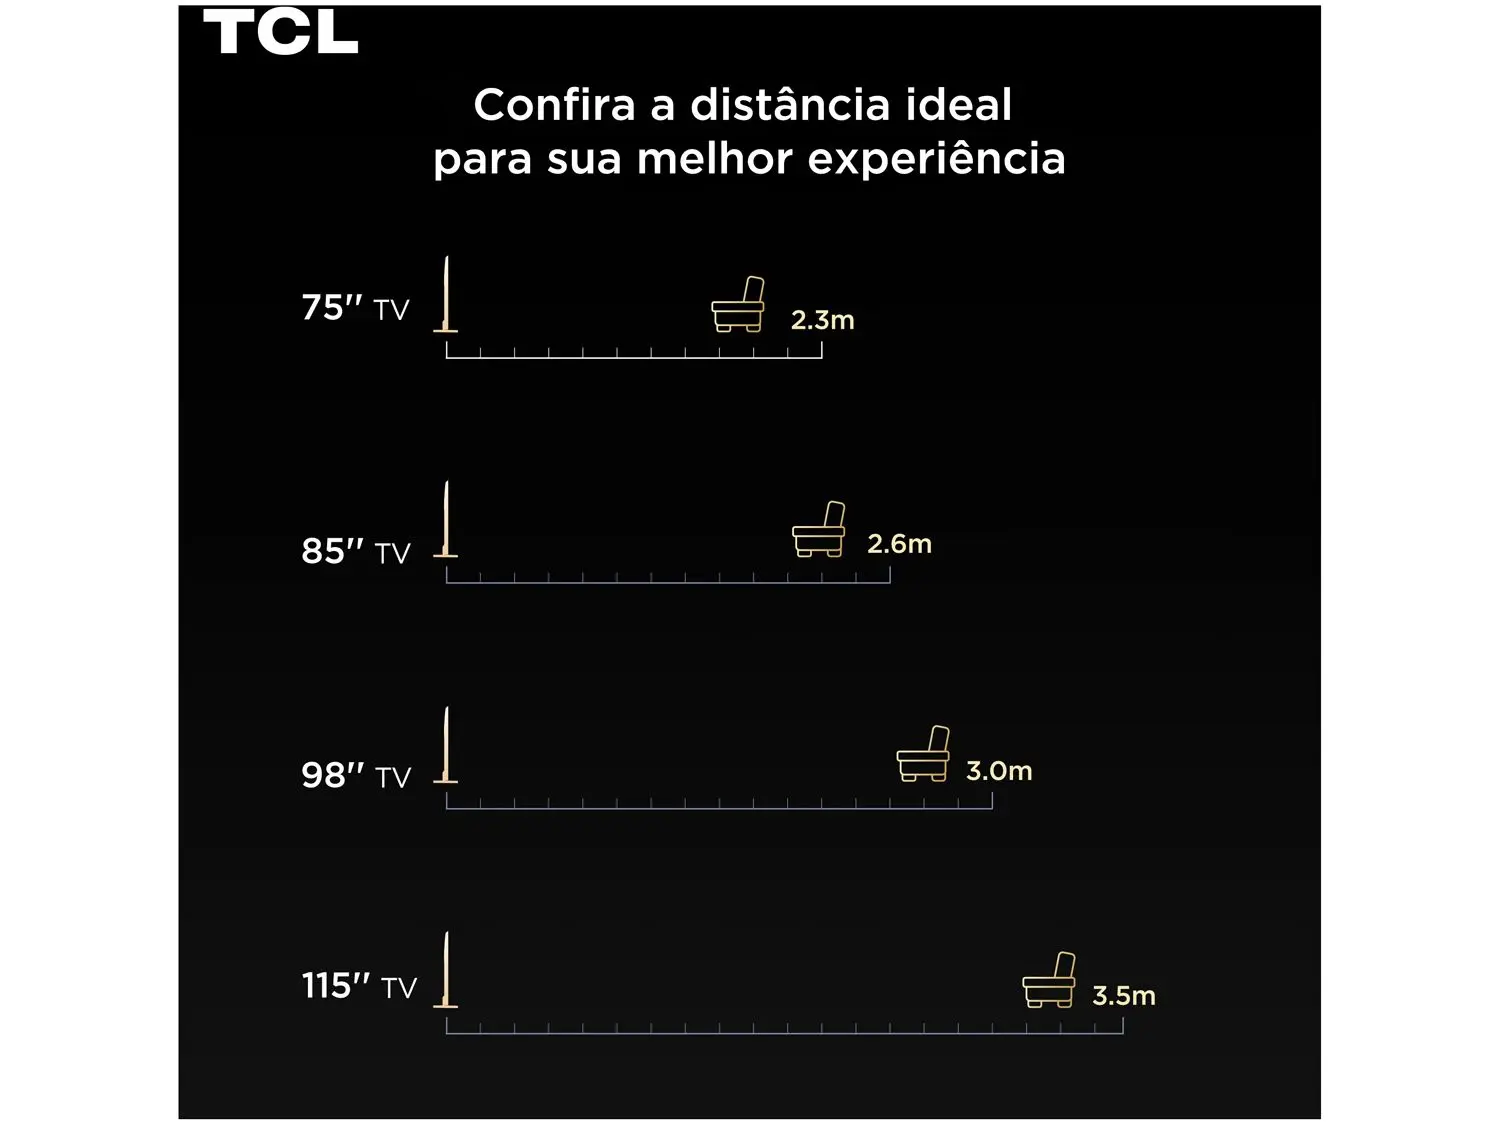 TCL
Confira a distância ideal
para sua melhor experiência
75'' TV
2.3m
85'' TV
2.6m
98'' TV
3.0m
115'' TV
3.5m